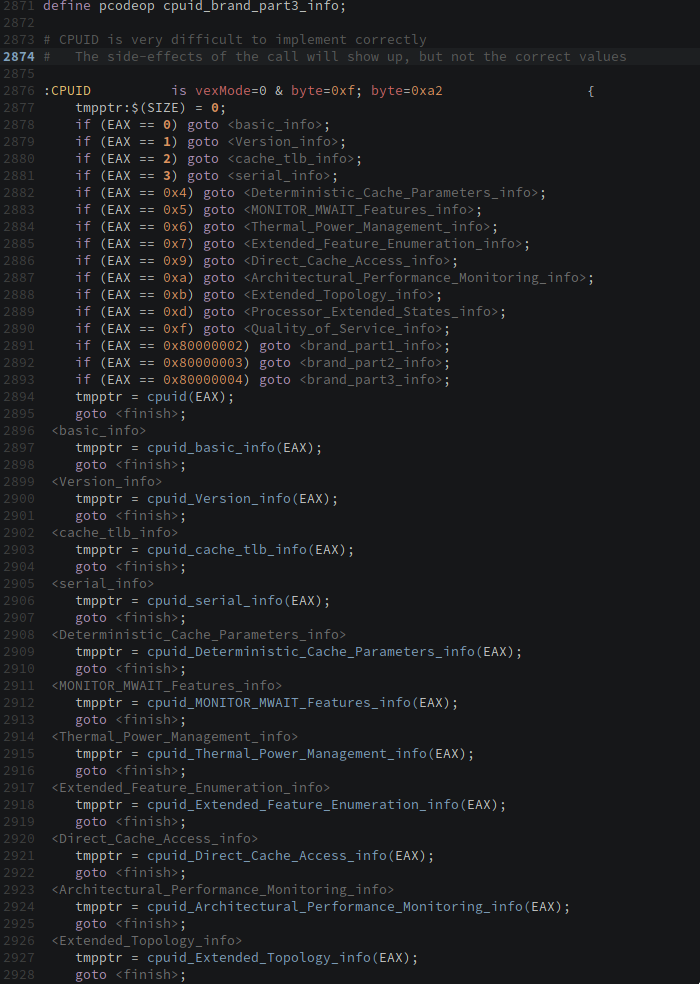 2871 define pcodeop cpuid_brand_part3_info;
2872
2873 # CPUID is very difficult to implement correctly
2874 #   The side-effects of the call will show up, but not the correct values
2875
2876 :CPUID          is vexMode=0 & byte=0xf; byte=0xa2                  {
2877     tmpptr:$(SIZE) = 0;
2878     if (EAX == 0) goto <basic_info>;
2879     if (EAX == 1) goto <Version_info>;
2880     if (EAX == 2) goto <cache_tlb_info>;
2881     if (EAX == 3) goto <serial_info>;
2882     if (EAX == 0x4) goto <Deterministic_Cache_Parameters_info>;
2883     if (EAX == 0x5) goto <MONITOR_MWAIT_Features_info>;
2884     if (EAX == 0x6) goto <Thermal_Power_Management_info>;
2885     if (EAX == 0x7) goto <Extended_Feature_Enumeration_info>;
2886     if (EAX == 0x9) goto <Direct_Cache_Access_info>;
2887     if (EAX == 0xa) goto <Architectural_Performance_Monitoring_info>;
2888     if (EAX == 0xb) goto <Extended_Topology_info>;
2889     if (EAX == 0xd) goto <Processor_Extended_States_info>;
2890     if (EAX == 0xf) goto <Quality_of_Service_info>;
2891     if (EAX == 0x80000002) goto <brand_part1_info>;
2892     if (EAX == 0x80000003) goto <brand_part2_info>;
2893     if (EAX == 0x80000004) goto <brand_part3_info>;
2894     tmpptr = cpuid(EAX);
2895     goto <finish>;
2896  <basic_info>
2897     tmpptr = cpuid_basic_info(EAX);
2898     goto <finish>;
2899  <Version_info>
2900     tmpptr = cpuid_Version_info(EAX);
2901     goto <finish>;
2902  <cache_tlb_info>
2903     tmpptr = cpuid_cache_tlb_info(EAX);
2904     goto <finish>;
2905  <serial_info>
2906     tmpptr = cpuid_serial_info(EAX);
2907     goto <finish>;
2908  <Deterministic_Cache_Parameters_info>
2909     tmpptr = cpuid_Deterministic_Cache_Parameters_info(EAX);
2910     goto <finish>;
2911  <MONITOR_MWAIT_Features_info>
2912     tmpptr = cpuid_MONITOR_MWAIT_Features_info(EAX);
2913     goto <finish>;
2914  <Thermal_Power_Management_info>
2915     tmpptr = cpuid_Thermal_Power_Management_info(EAX);
2916     goto <finish>;
2917  <Extended_Feature_Enumeration_info>
2918     tmpptr = cpuid_Extended_Feature_Enumeration_info(EAX);
2919     goto <finish>;
2920  <Direct_Cache_Access_info>
2921     tmpptr = cpuid_Direct_Cache_Access_info(EAX);
2922     goto <finish>;
2923  <Architectural_Performance_Monitoring_info>
2924     tmpptr = cpuid_Architectural_Performance_Monitoring_info(EAX);
2925     goto <finish>;
2926  <Extended_Topology_info>
2927     tmpptr = cpuid_Extended_Topology_info(EAX);
2928     goto <finish>;